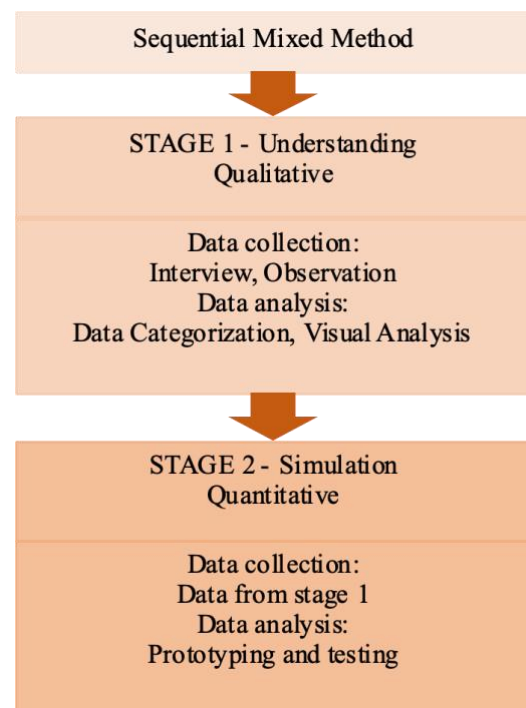 Sequential Mixed Method
STAGE 1 - Understanding
Qualitative
Data collection:
Interview, Observation
Data analysis:
Data Categorization, Visual Analysis
STAGE 2 - Simulation
Quantitative
Data collection:
Data from stage 1
Data analysis:
Prototyping and testing